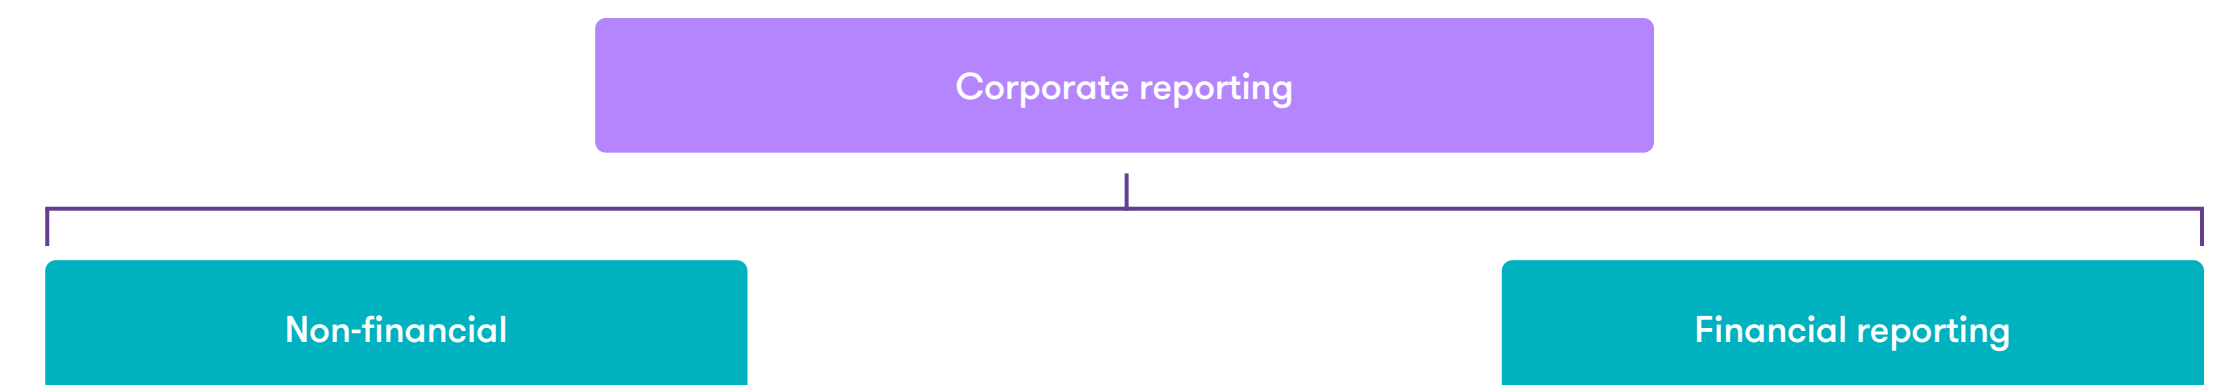 Corporate reporting
Non-financial
Financial reporting